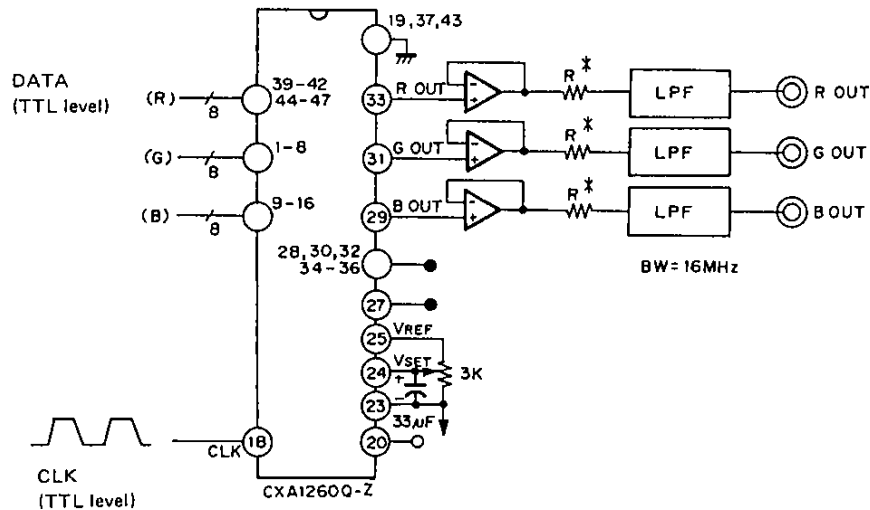 19,37,43
DATA
(TTL level)
(R)
8
39-42
44-47
33
R OUT
R *
LPF
R OUT
(G)
8
1-8
31
G OUT
R *
LPF
G OUT
(B)
8
9-16
29
B OUT
R *
LPF
B OUT
28,30,32
34-36
BW=16MHz
27
25
VREF
24
VSET
3K
+
-
23
33µF
18
CLK
20
CLK
(TTL level)
CXA1260Q-Z